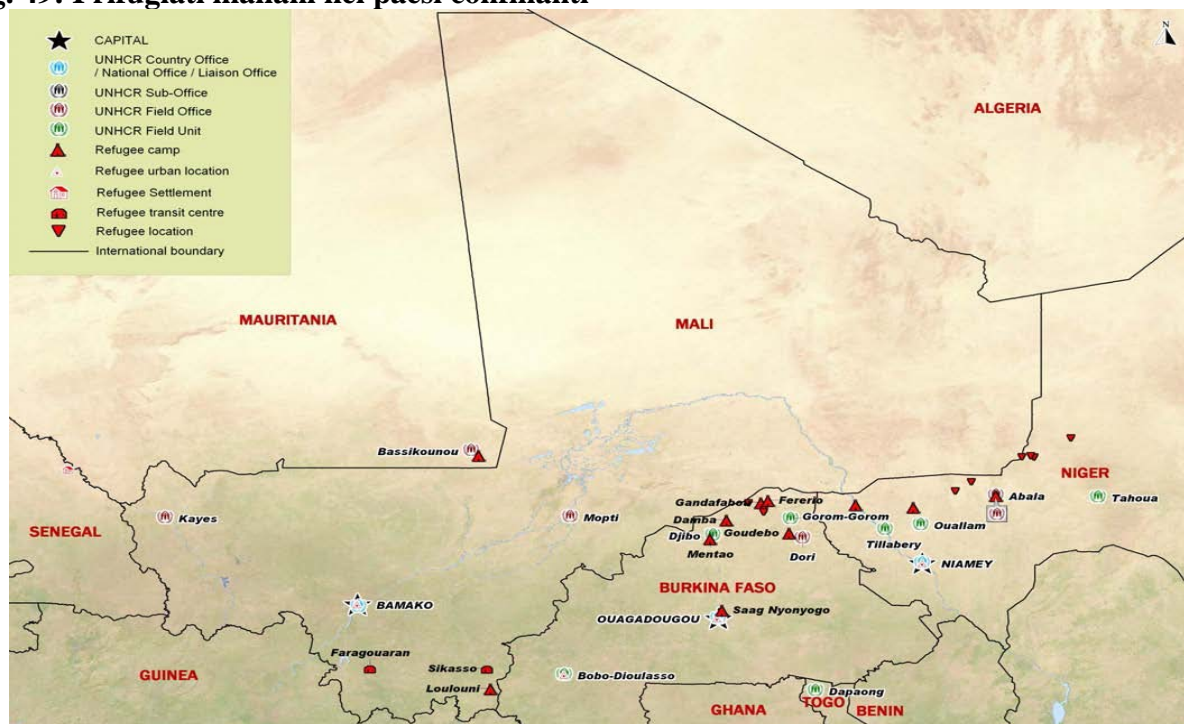 g. 49: I rifugiati maliani nei paesi confinanti
CAPITAL
UNHCR Country Office
/ National Office / Liaison Office
UNHCR Sub-Office
UNHCR Field Office
UNHCR Field Unit
Refugee camp
Refugee urban location
Refugee Settlement
Refugee transit centre
Refugee location
International boundary
N
ALGERIA
MAURITANIA
MALI
Bassikounou
NIGER
Gandafabou
Fererio
Abala
Tahoua
Kayes
Mopti
Damba
Gorom-Gorom
Ouallam
SENEGAL
Djibo
Goudebo
Tillabery
Mentao
Dori
NIAMEY
BURKINA FASO
BAMAKO
OUAGADOUGOU
Saag Nyonyogo
Faragouaran
Sikasso
GUINEA
Bobo-Dioulasso
Loulouni
Dapaong
GHANA
TOGO
BENIN